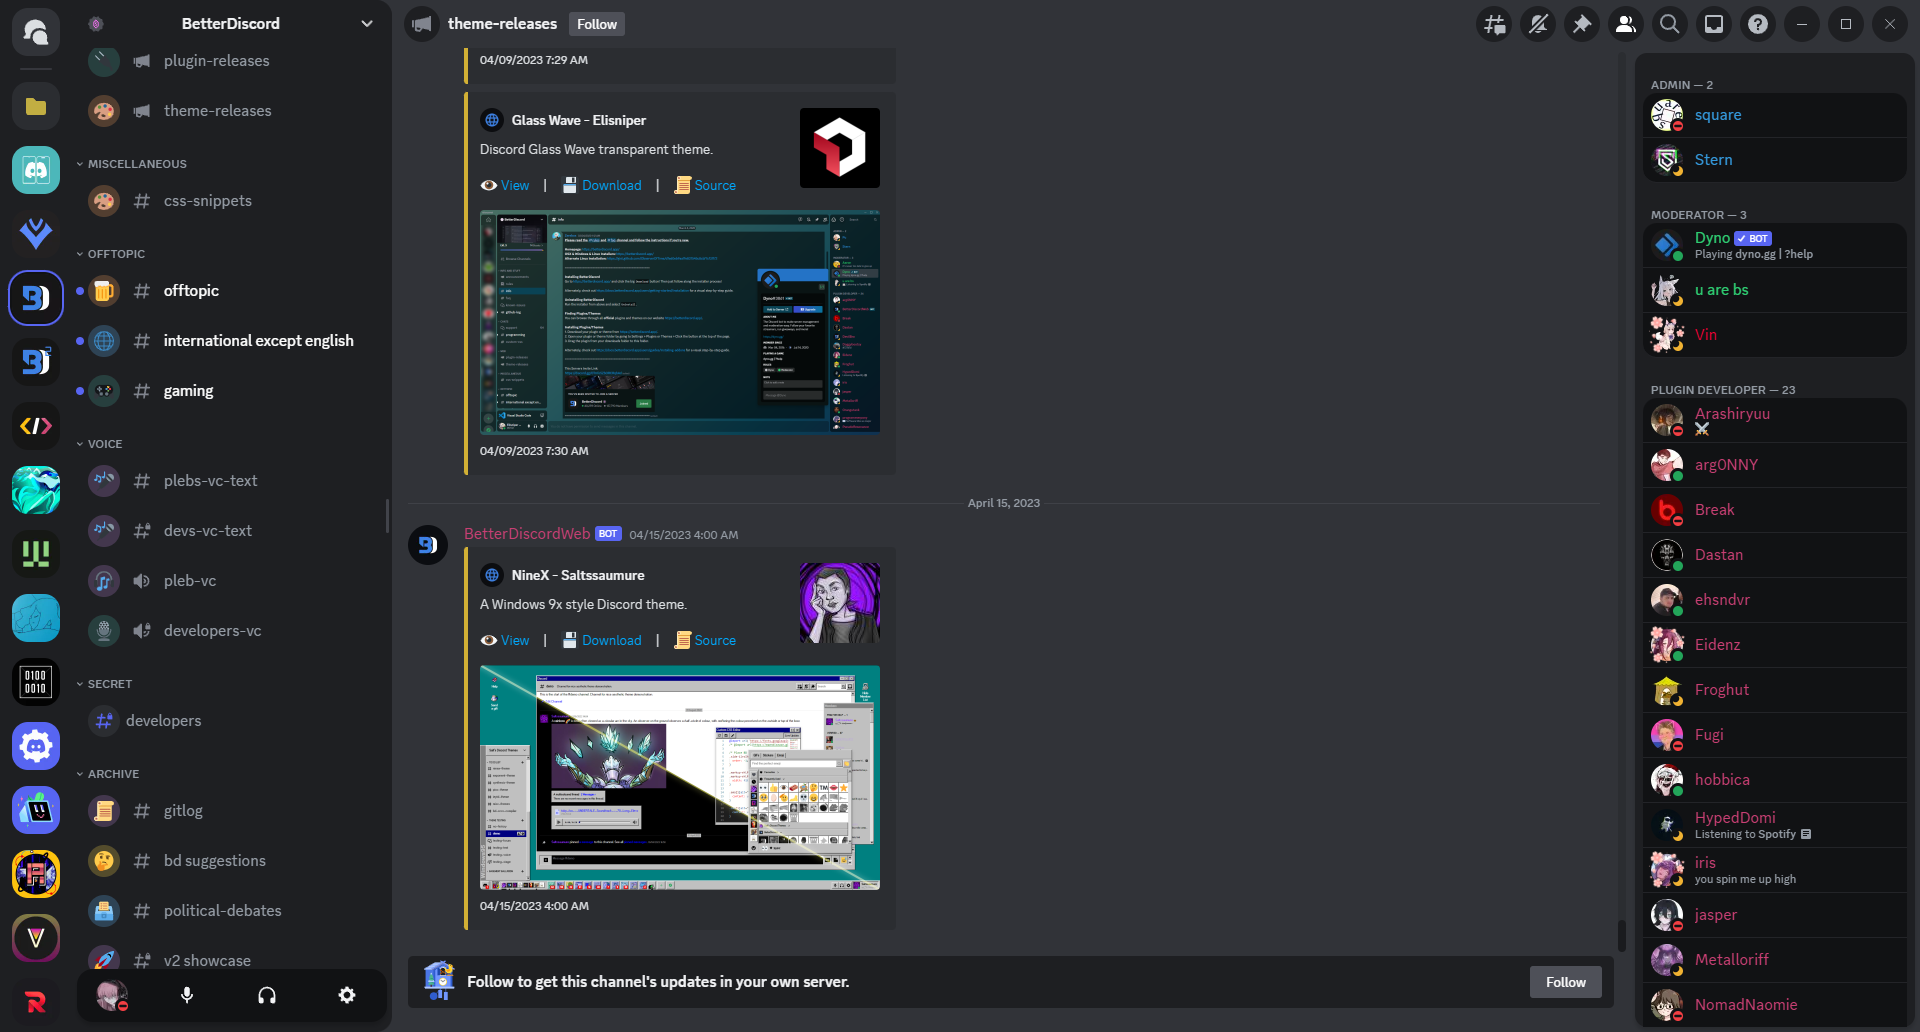 BetterDiscord
plugin-releases
theme-releases
MISCELLANEOUS
css-snippets
OFFTOPIC
offtopic
international except english
gaming
VOICE
plebs-vc-text
devs-vc-text
pleb-vc
developers-vc
SECRET
developers
ARCHIVE
gitlog
bd suggestions
political-debates
v2 showcase
0100
0010
theme-releases
Follow
04/09/2023 7:29 AM
Glass Wave - Elisniper
Discord Glass Wave transparent theme.
View | Download | Source
04/09/2023 7:30 AM
April 15, 2023
BetterDiscordWeb BOT 04/15/2023 4:00 AM
NineX - Saltssaumure
A Windows 9x style Discord theme.
View | Download | Source
04/15/2023 4:00 AM
Follow to get this channel's updates in your own server.
Follow
ADMIN — 2
square
Stern
MODERATOR — 3
Dyno BOT
Playing dyno.gg | ?help
u are bs
Vin
PLUGIN DEVELOPER — 23
Arashiryuu
arg0NNY
Break
Dastan
ehsndvr
Eidenz
Froghut
Fugi
hobbica
HypedDomi
Listening to Spotify
iris
you spin me up high
jasper
Metalloriff
NomadNaomie